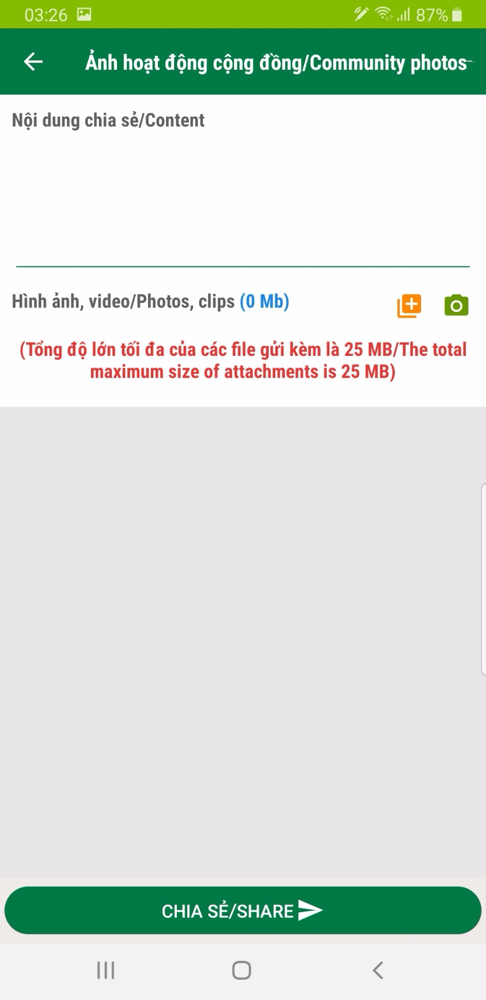 03:26
87%
Ảnh hoạt động cộng đồng/Community photos
Nội dung chia sẻ/Content
Hình ảnh, video/Photos, clips (0 Mb)
(Tổng độ lớn tối đa của các file gửi kèm là 25 MB/The total
maximum size of attachments is 25 MB)
CHIA SẺ/SHARE